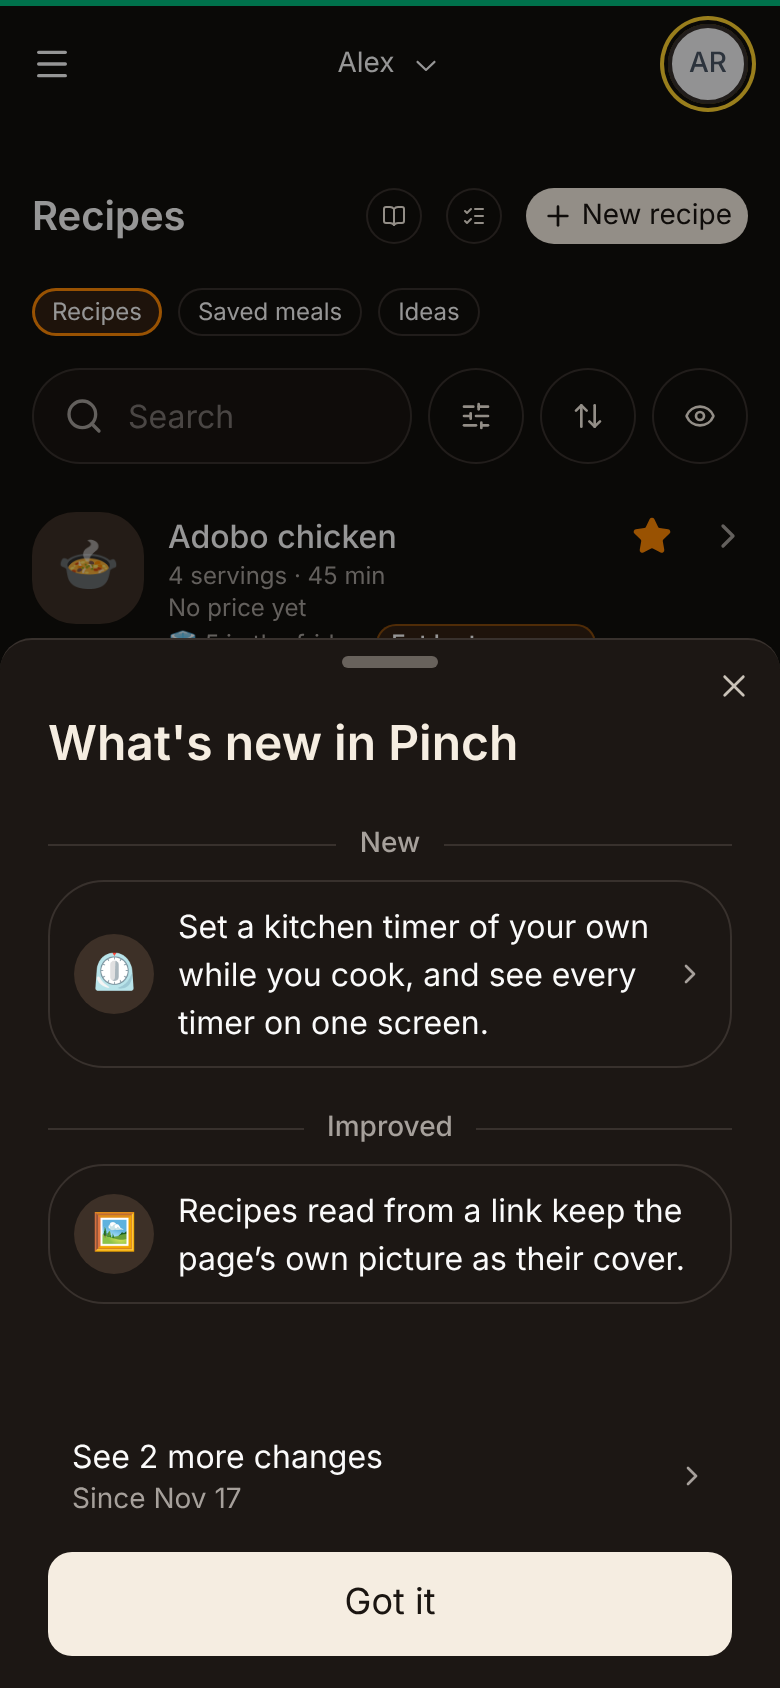 Alex
AR
Recipes
New recipe
Recipes
Saved meals
Ideas
Search
Adobo chicken
4 servings · 45 min
No price yet
What's new in Pinch
New
Set a kitchen timer of your own
while you cook, and see every
timer on one screen.
Improved
Recipes read from a link keep the
page’s own picture as their cover.
See 2 more changes
Since Nov 17
Got it